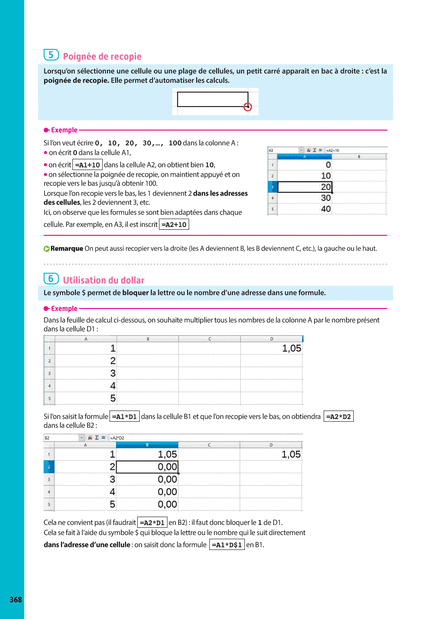 5 Poignée de recopie
Lorsqu'on sélectionne une cellule ou une plage de cellules, un petit carré apparaît en bac à droite : c'est la
poignée de recopie. Elle permet d'automatiser les calculs.
Exemple
Si l'on veut écrire 0, 10, 20, 30,…, 100 dans la colonne A :
• on écrit 0 dans la cellule A1,
• on écrit =A1+10 dans la cellule A2, on obtient bien 10,
• on sélectionne la poignée de recopie, on maintient appuyé et on
recopie vers le bas jusqu'à obtenir 100.
Lorsque l'on recopie vers le bas, les 1 deviennent 2 dans les adresses
des cellules, les 2 deviennent 3, etc.
Ici, on observe que les formules se sont bien adaptées dans chaque
cellule. Par exemple, en A3, il est inscrit =A2+10
A3 Σ = =A2+10
A B
1 0
2 10
3 20
4 30
5 40
Remarque On peut aussi recopier vers la droite (les A deviennent B, les B deviennent C, etc.), la gauche ou le haut.
6 Utilisation du dollar
Le symbole $ permet de bloquer la lettre ou le nombre d'une adresse dans une formule.
Exemple
Dans la feuille de calcul ci-dessous, on souhaite multiplier tous les nombres de la colonne A par le nombre présent
dans la cellule D1 :
A B C D
1 1 1,05
2 2
3 3
4 4
5 5
Si l'on saisit la formule =A1*D1 dans la cellule B1 et que l'on recopie vers le bas, on obtiendra =A2*D2
dans la cellule B2 :
B2 Σ = =A2*D2
A B C D
1 1 1,05 1,05
2 2 0,00
3 3 0,00
4 4 0,00
5 5 0,00
Cela ne convient pas (il faudrait =A2*D1 en B2) : il faut donc bloquer le 1 de D1.
Cela se fait à l'aide du symbole $ qui bloque la lettre ou le nombre qui le suit directement
dans l'adresse d'une cellule : on saisit donc la formule =A1*D$1 en B1.
368